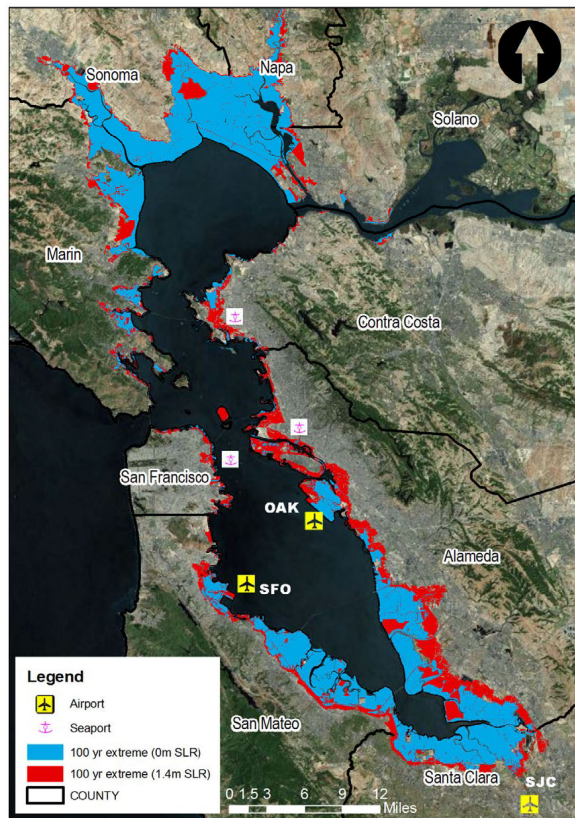 Sonoma
Napa
Solano
Marin
Contra Costa
San Francisco
OAK
Alameda
SFO
Legend
Airport
Seaport
100 yr extreme (0m SLR)
100 yr extreme (1.4m SLR)
COUNTY
San Mateo
Santa Clara
SJC
0 1.5 3 6 9 12
Miles